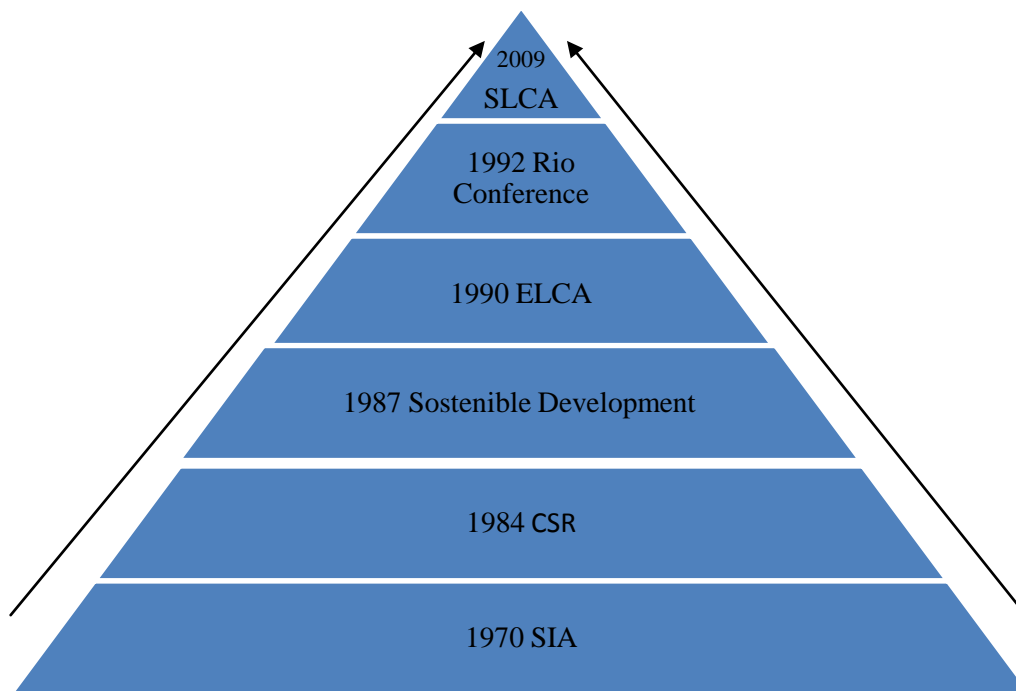 2009
SLCA
1992 Rio
Conference
1990 ELCA
1987 Sostenible Development
1984 CSR
1970 SIA